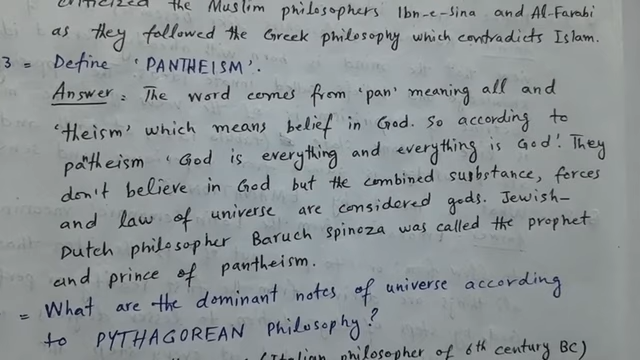 criticized the Muslim philosophers Ibn-e-Sina and Al-Farabi
as they followed the Greek philosophy which contradicts Islam.
3 = Define 'PANTHEISM'.
Answer: The word comes from 'pan' meaning all and
'theism' which means belief in God. So according to
patheism 'God is everything and everything is God'. They
don't believe in God but the combined susbstance, forces
and law of universe are considered gods. Jewish-
Dutch philosopher Baruch Spinoza was called the prophet
and prince of pantheism.
= What are the dominant notes of universe according
to PYTHAGOREAN Philosophy?
(Italian philosopher of 6th century BC)